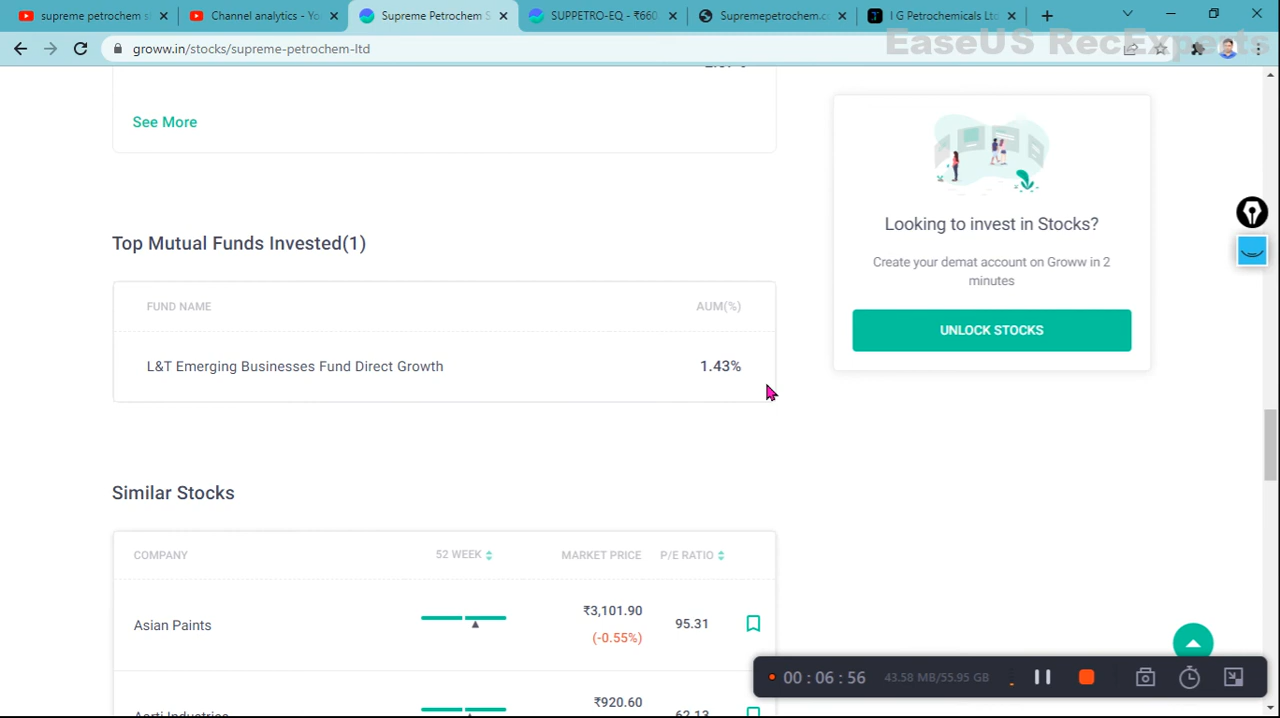 supreme petrochem s
Channel analytics - Yo
Supreme Petrochem S
SUPPETRO-EQ - ₹660
Supremepetrochem.c
I G Petrochemicals Ltd
groww.in/stocks/supreme-petrochem-ltd
EaseUS RecExperts
See More
Top Mutual Funds Invested(1)
FUND NAME AUM(%)
L&T Emerging Businesses Fund Direct Growth 1.43%
Looking to invest in Stocks?
Create your demat account on Groww in 2
minutes
UNLOCK STOCKS
Similar Stocks
COMPANY 52 WEEK MARKET PRICE P/E RATIO
Asian Paints ₹3,101.90 95.31
(-0.55%)
Aarti Industries ₹920.60 62.13
00:06:56 43.58 MB/55.95 GB